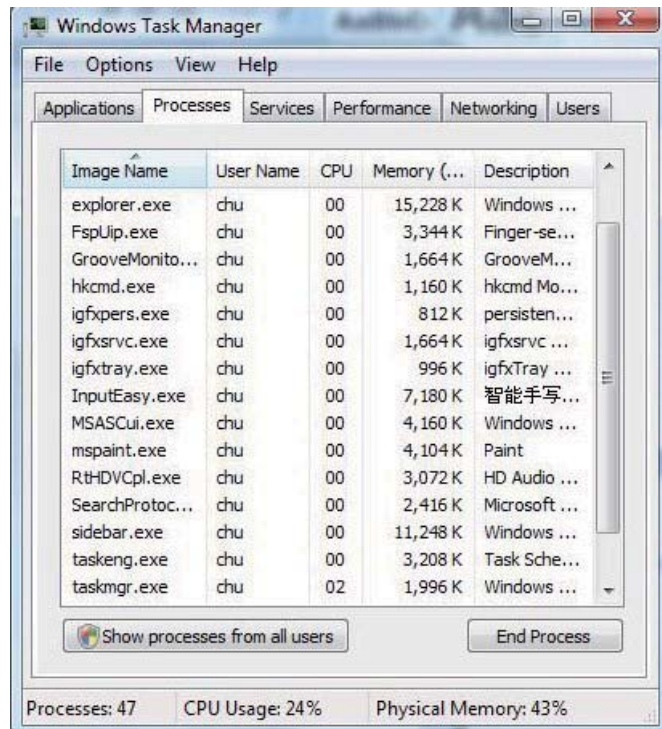 Windows Task Manager
File Options View Help
Applications Processes Services Performance Networking Users
Image Name User Name CPU Memory (... Description
explorer.exe chu 00 15,228 K Windows ...
FspUip.exe chu 00 3,344 K Finger-se...
GrooveMonito... chu 00 1,664 K GrooveM...
hkcmd.exe chu 00 1,160 K hkcmd Mo...
igfxpers.exe chu 00 812 K persisten...
igfxsrvc.exe chu 00 1,664 K igfxsrvc ...
igfxtray.exe chu 00 996 K igfxTray ...
InputEasy.exe chu 00 7,180 K 智能手写...
MSASCui.exe chu 00 4,160 K Windows ...
mspaint.exe chu 00 4,104 K Paint
RtHDVCpl.exe chu 00 3,072 K HD Audio ...
SearchProtoc... chu 00 2,416 K Microsoft ...
sidebar.exe chu 00 11,248 K Windows ...
taskeng.exe chu 00 3,208 K Task Sche...
taskmgr.exe chu 02 1,996 K Windows ...
Show processes from all users End Process
Processes: 47 CPU Usage: 24% Physical Memory: 43%